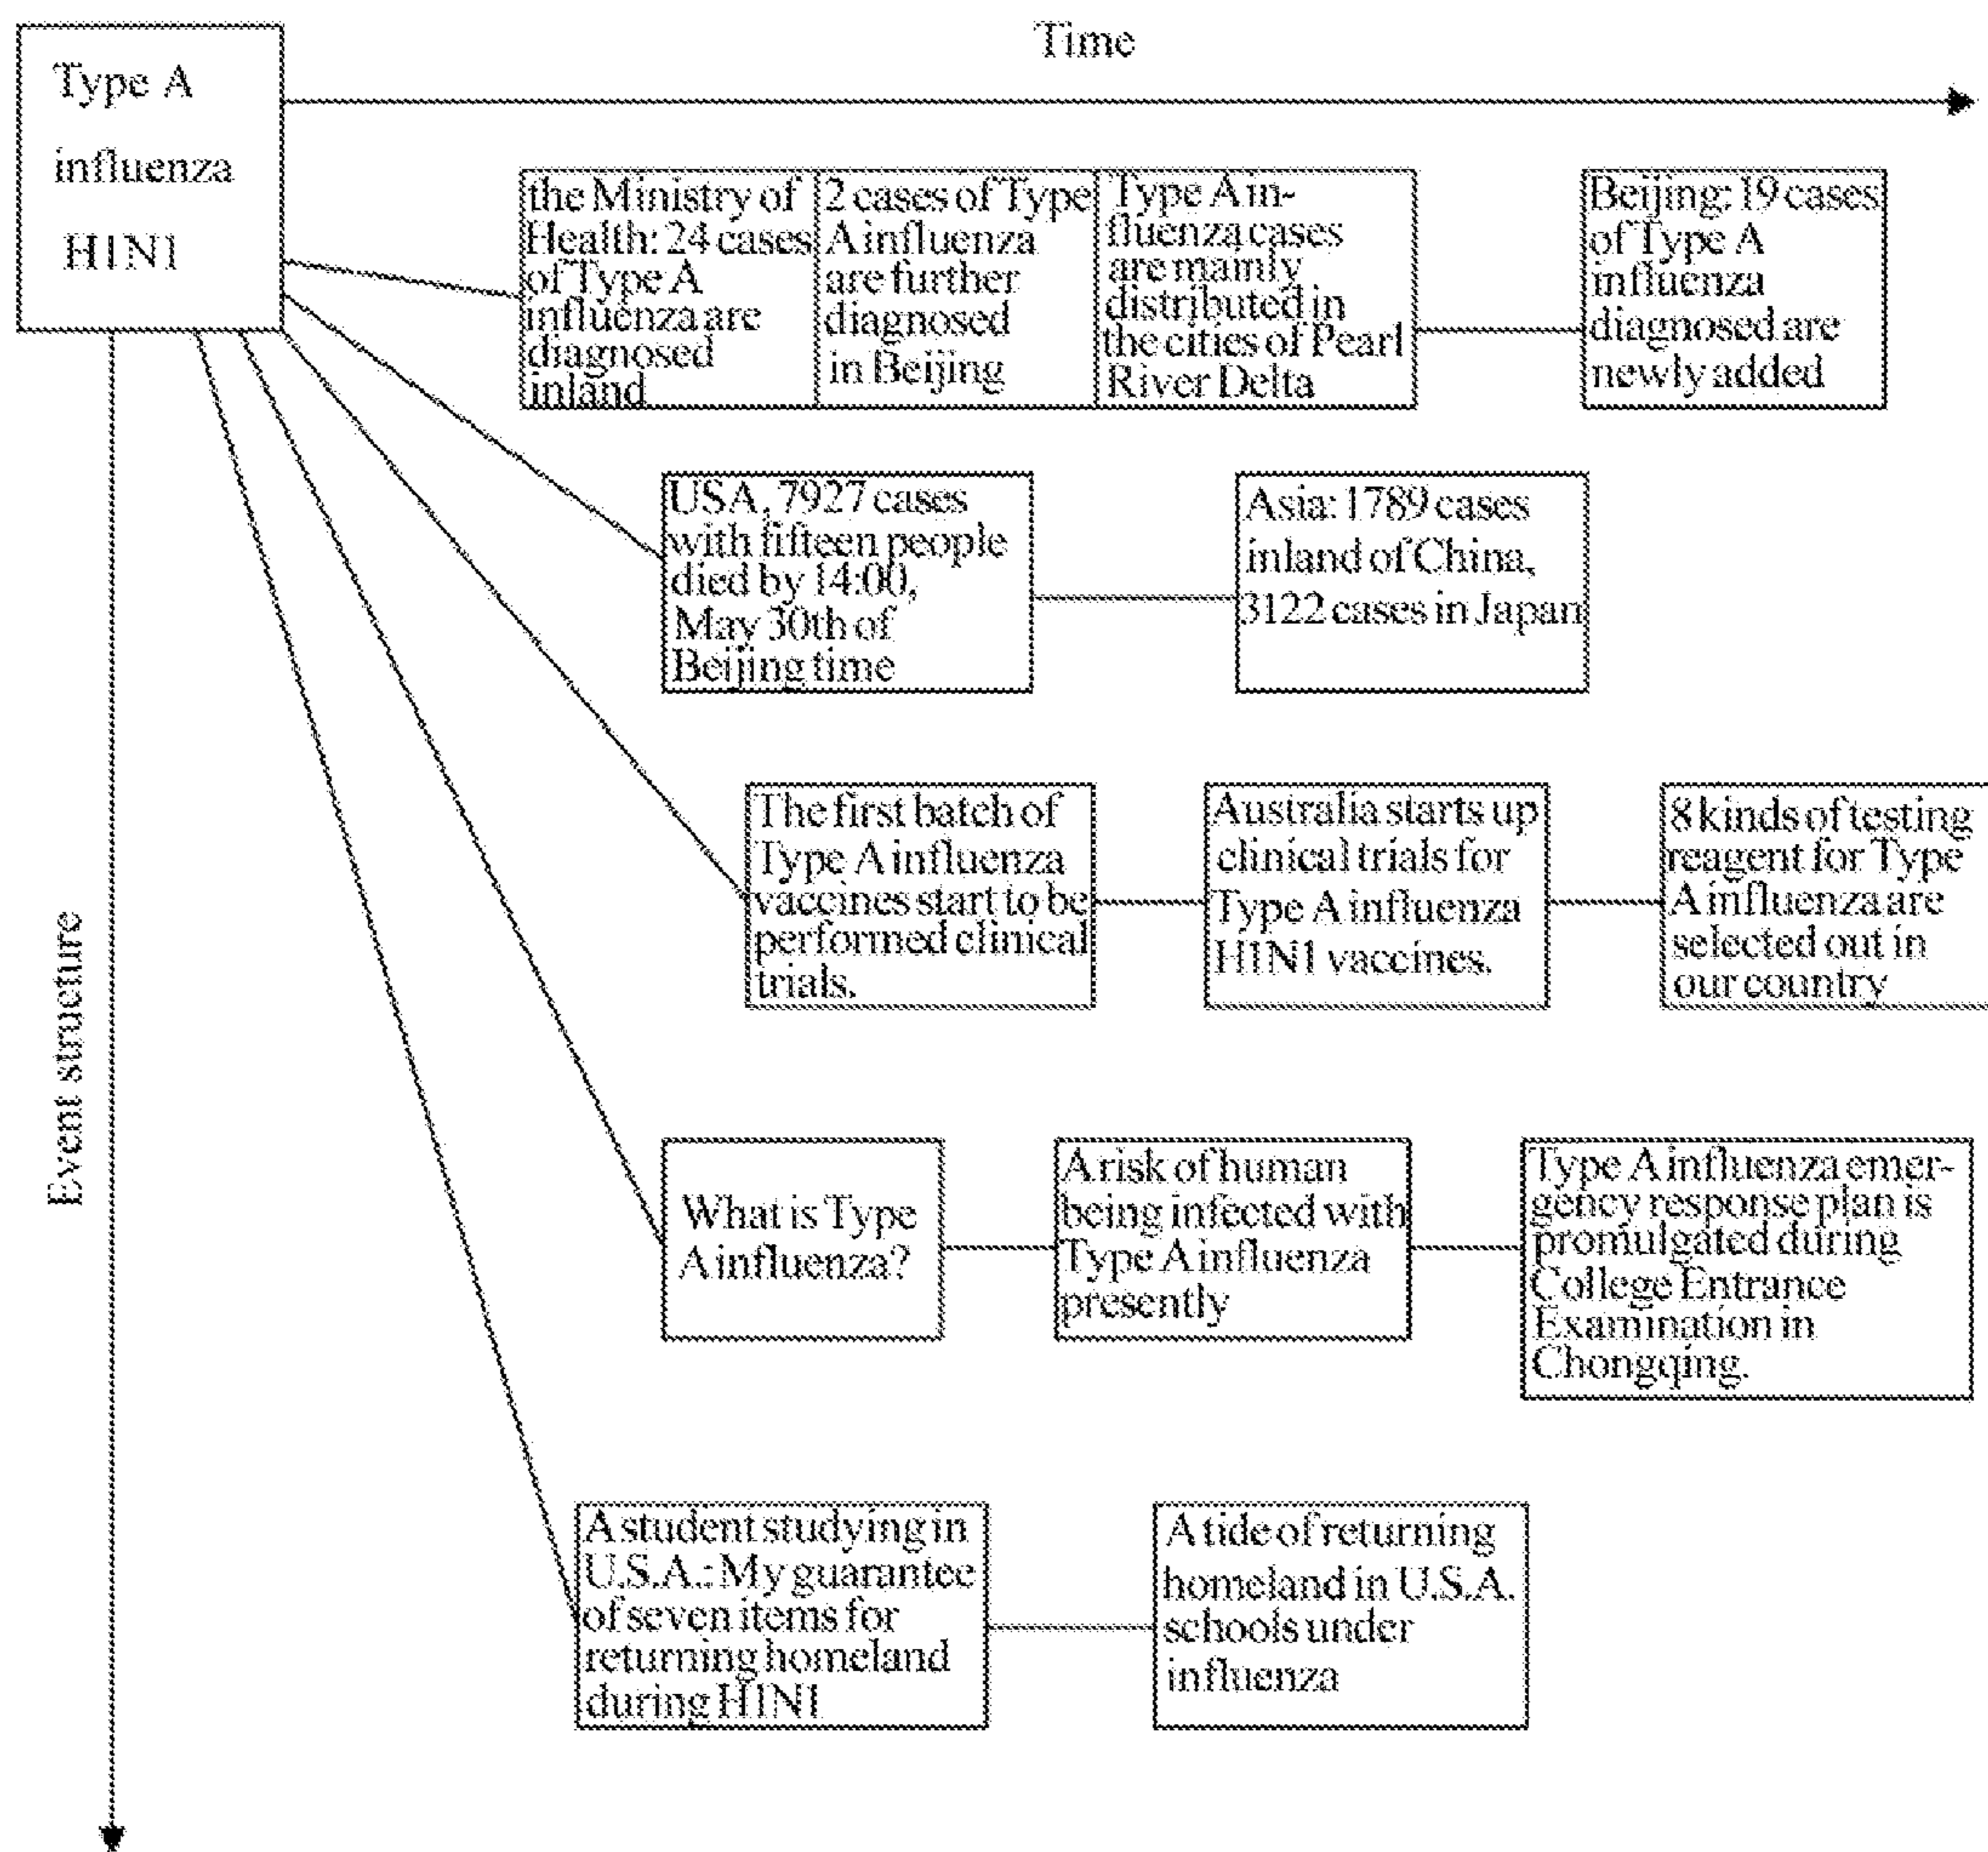 Time
Type A
influenza
H1N1
the Ministry of
Health: 24 cases
of Type A
influenza are
diagnosed
inland
2 cases of Type
A influenza
are further
diagnosed
in Beijing
Type A in-
fluenza cases
are mainly
distributed in
the cities of Pearl
River Delta
Beijing: 19 cases
of Type A
influenza
diagnosed are
newly added
USA, 7927 cases
with fifteen people
died by 14:00,
May 30th of
Beijing time
Asia: 1789 cases
inland of China,
3122 cases in Japan
The first batch of
Type A influenza
vaccines start to be
performed clinical
trials.
Australia starts up
clinical trials for
Type A influenza
H1N1 vaccines.
8 kinds of testing
reagent for Type
A influenza are
selected out in
our country
Event structure
What is Type
A influenza?
A risk of human
being infected with
Type A influenza
presently
Type A influenza emer-
gency response plan is
promulgated during
College Entrance
Examination in
Chongqing.
A student studying in
U.S.A.: My guarantee
of seven items for
returning homeland
during H1N1
A tide of returning
homeland in U.S.A.
schools under
influenza